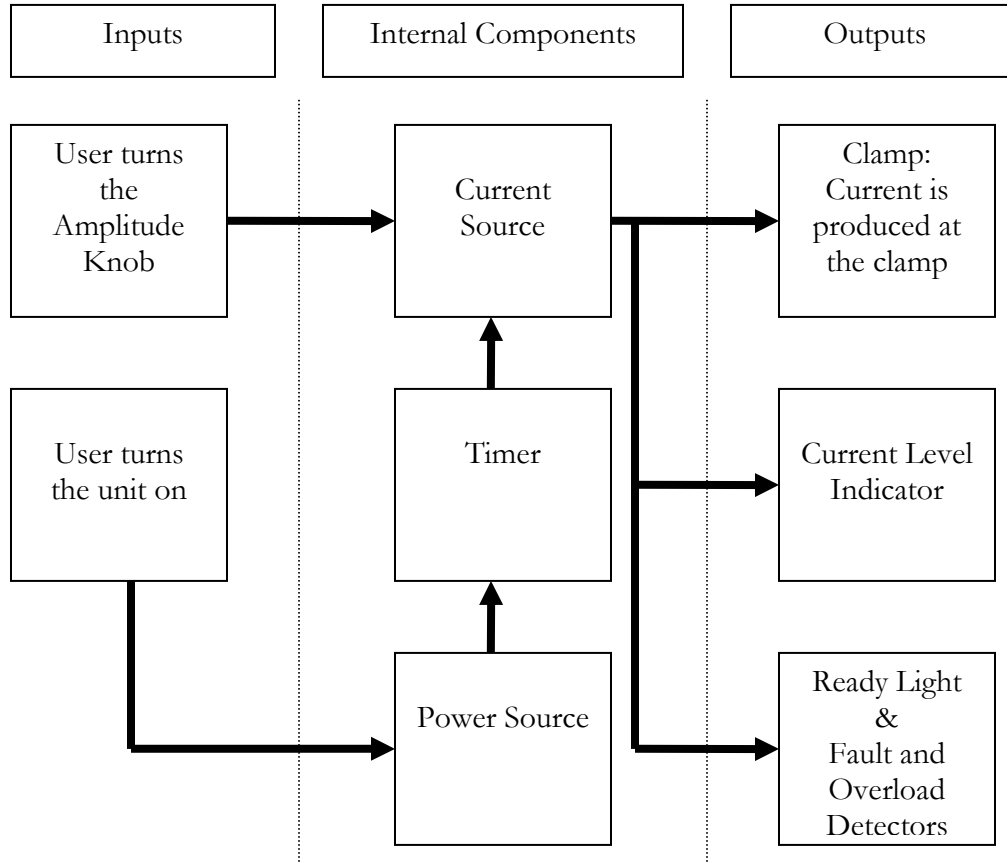 Inputs
Internal Components
Outputs
User turns
the
Amplitude
Knob
Current
Source
Clamp:
Current is
produced at
the clamp
User turns
the unit on
Timer
Current Level
Indicator
Power Source
Ready Light
&
Fault and
Overload
Detectors